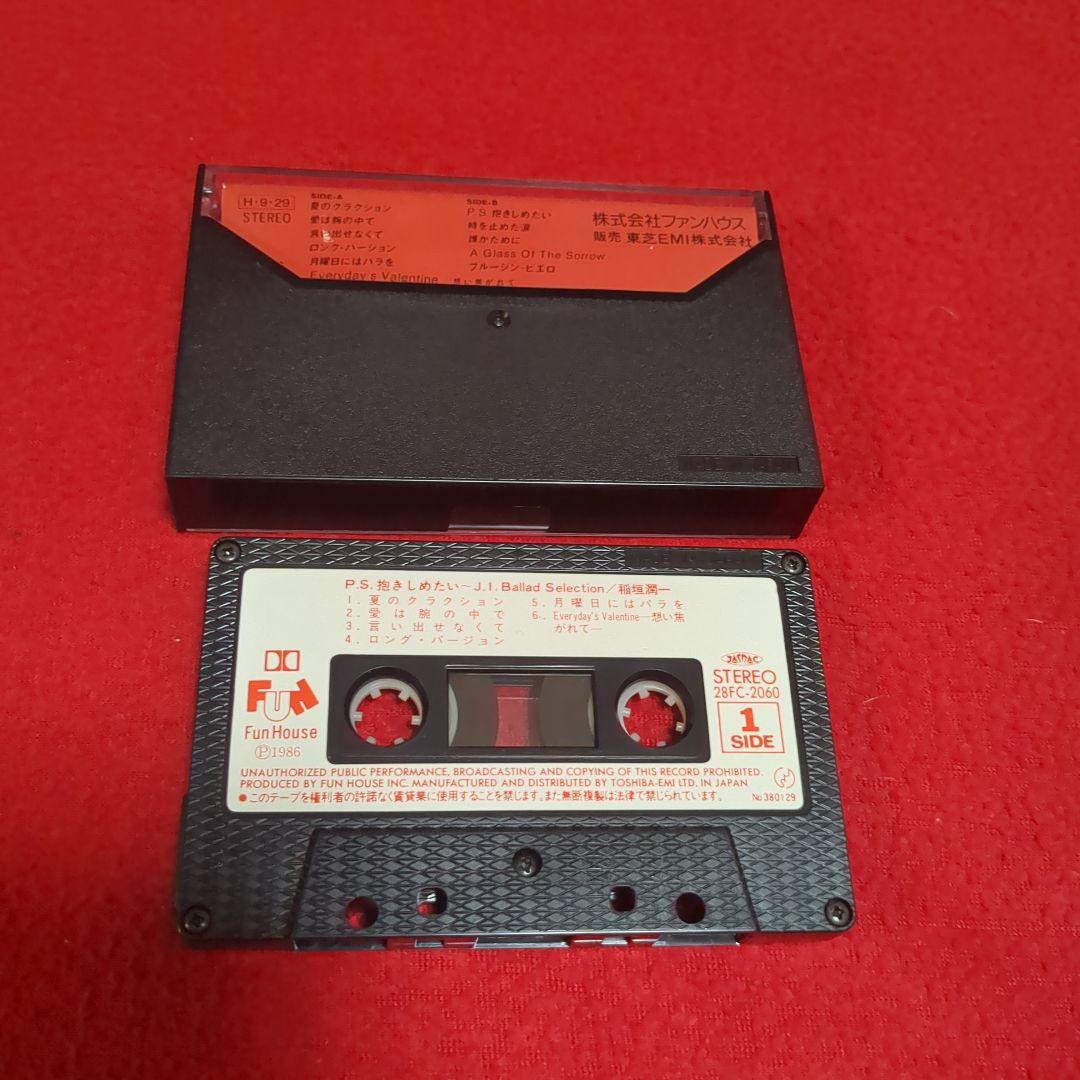 H·9·29
STEREO
SIDE-A
夏のクラクション
愛は腕の中で
言い出せなくて
ロング・バージョン
月曜日にはバラを
Everyday's Valentine
SIDE-B
P.S.抱きしめたい
時を止めた涙
誰かために
A Glass Of The Sorrow
ブルージン・ピエロ
想い焦がれて
株式会社ファンハウス
販売 東芝EMI株式会社
P.S.抱きしめたい〜J.I.Ballad Selection/稲垣潤一
1. 夏のクラクション
2. 愛は腕の中で
3. 言い出せなくて
4. ロング・バージョン
5. 月曜日にはバラを
6. Everyday's Valentine—想い焦
がれて—
Fun
Fun House
Ⓟ1986
JASRAC
STEREO
28FC-2060
1
SIDE
UNAUTHORIZED PUBLIC PERFORMANCE, BROADCASTING AND COPYING OF THIS RECORD PROHIBITED.
PRODUCED BY FUN HOUSE INC. MANUFACTURED AND DISTRIBUTED BY TOSHIBA-EMI LTD. IN JAPAN
●このテープを権利者の許諾なく賃貸業に使用することを禁じます。また無断複製は法律で禁じられています。
No 380129